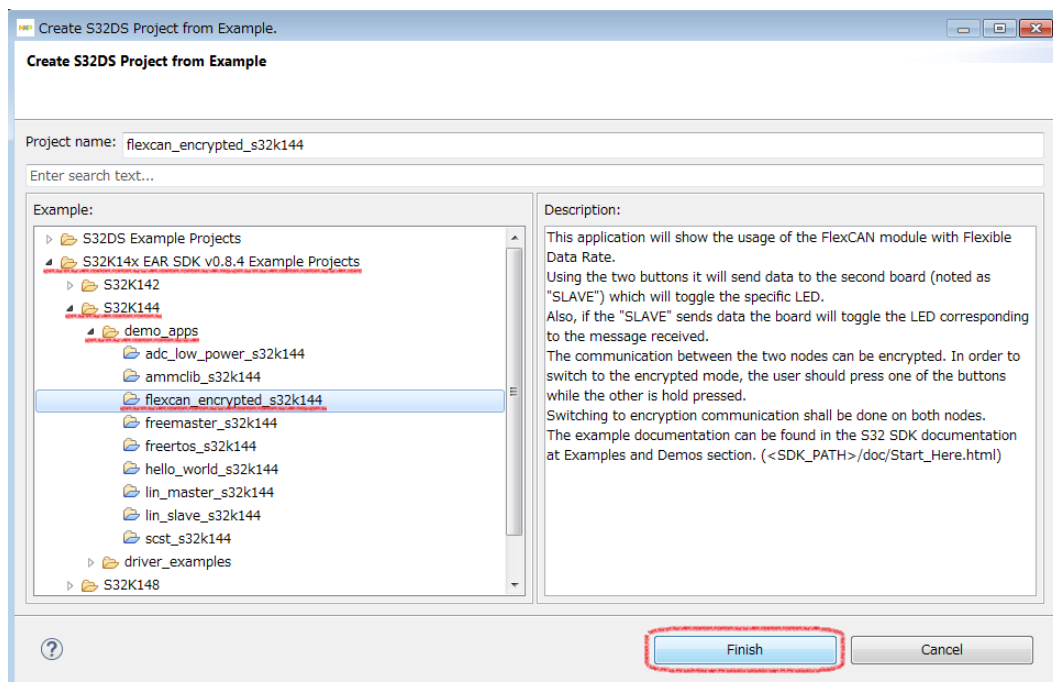 Create S32DS Project from Example.
Create S32DS Project from Example
Project name: flexcan_encrypted_s32k144
Enter search text...
Example:
S32DS Example Projects
S32K14x EAR SDK v0.8.4 Example Projects
S32K142
S32K144
demo_apps
adc_low_power_s32k144
ammclib_s32k144
flexcan_encrypted_s32k144
freemaster_s32k144
freertos_s32k144
hello_world_s32k144
lin_master_s32k144
lin_slave_s32k144
scst_s32k144
driver_examples
S32K148
Description:
This application will show the usage of the FlexCAN module with Flexible
Data Rate.
Using the two buttons it will send data to the second board (noted as
"SLAVE") which will toggle the specific LED.
Also, if the "SLAVE" sends data the board will toggle the LED corresponding
to the message received.
The communication between the two nodes can be encrypted. In order to
switch to the encrypted mode, the user should press one of the buttons
while the other is hold pressed.
Switching to encryption communication shall be done on both nodes.
The example documentation can be found in the S32 SDK documentation
at Examples and Demos section. (<SDK_PATH>/doc/Start_Here.html)
?
Finish
Cancel